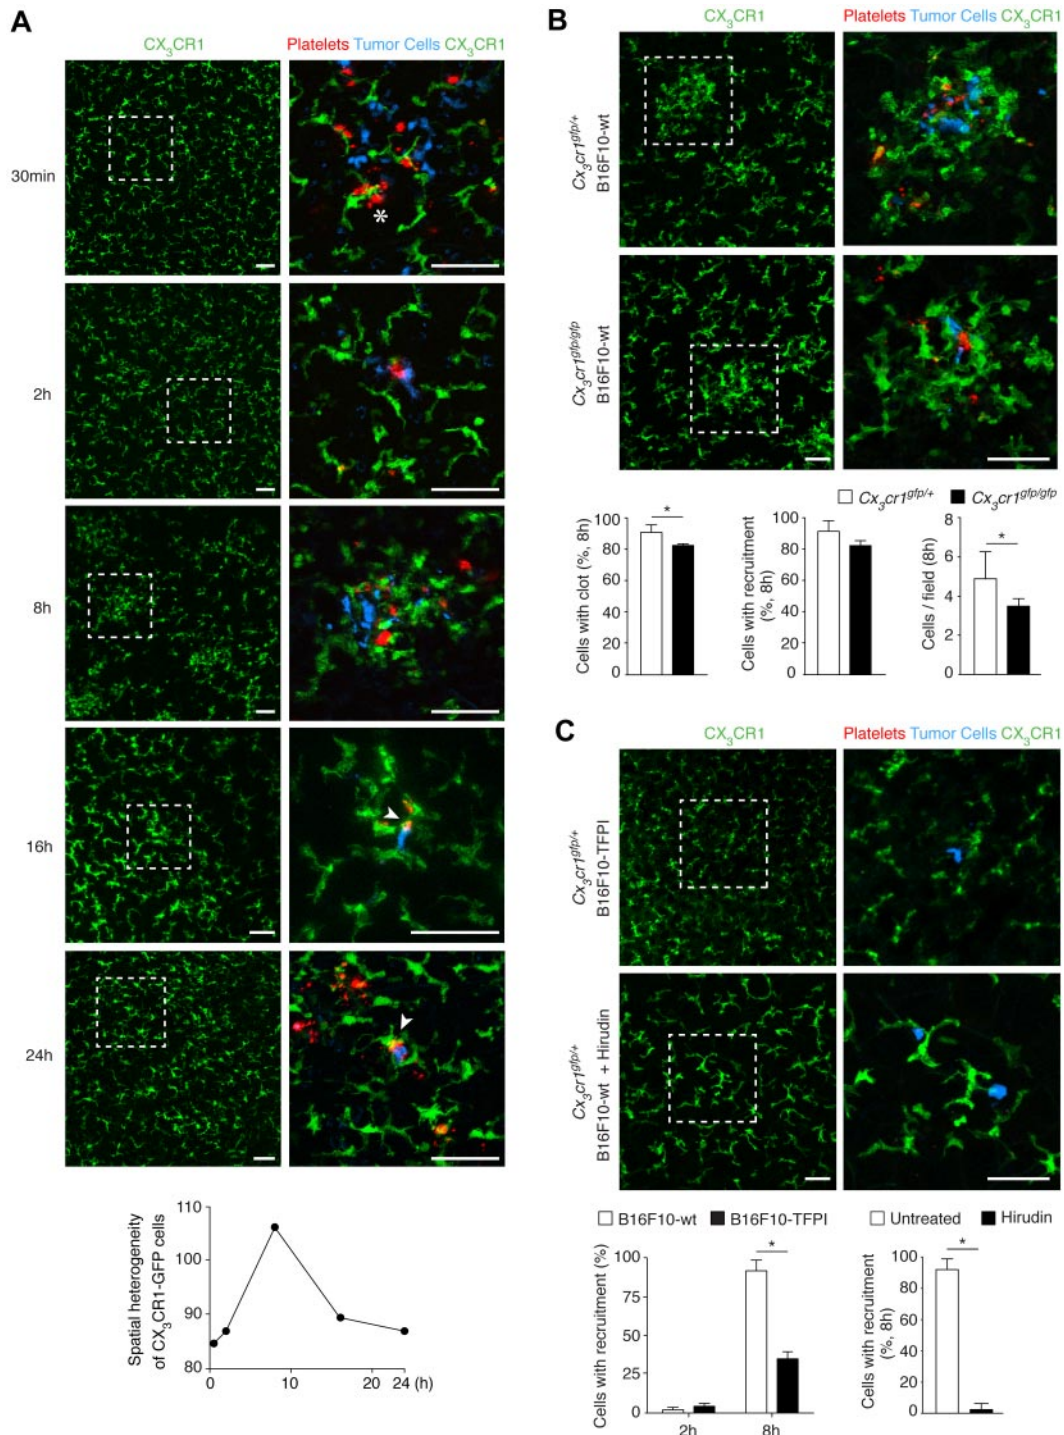 A
CX3CR1
Platelets Tumor Cells CX3CR1
30min
*
2h
8h
16h
24h
Spatial heterogeneity
of CX3CR1-GFP cells
110
100
90
80
0 10 20 24 (h)
B
CX3CR1
Platelets Tumor Cells CX3CR1
Cx3cr1gfp/+
B16F10-wt
Cx3cr1gfp/gfp
B16F10-wt
Cx3cr1gfp/+ Cx3cr1gfp/gfp
Cells with clot (%, 8h)
100
80
60
40
20
0
*
Cells with recruitment
(%, 8h)
100
80
60
40
20
0
Cells / field (8h)
8
6
4
2
0
*
C
CX3CR1
Platelets Tumor Cells CX3CR1
Cx3cr1gfp/+
B16F10-TFPI
Cx3cr1gfp/+
B16F10-wt + Hirudin
B16F10-wt B16F10-TFPI
Cells with recruitment (%)
100
75
50
25
0
*
2h 8h
Untreated Hirudin
Cells with recruitment
(%, 8h)
100
80
60
40
20
0
*